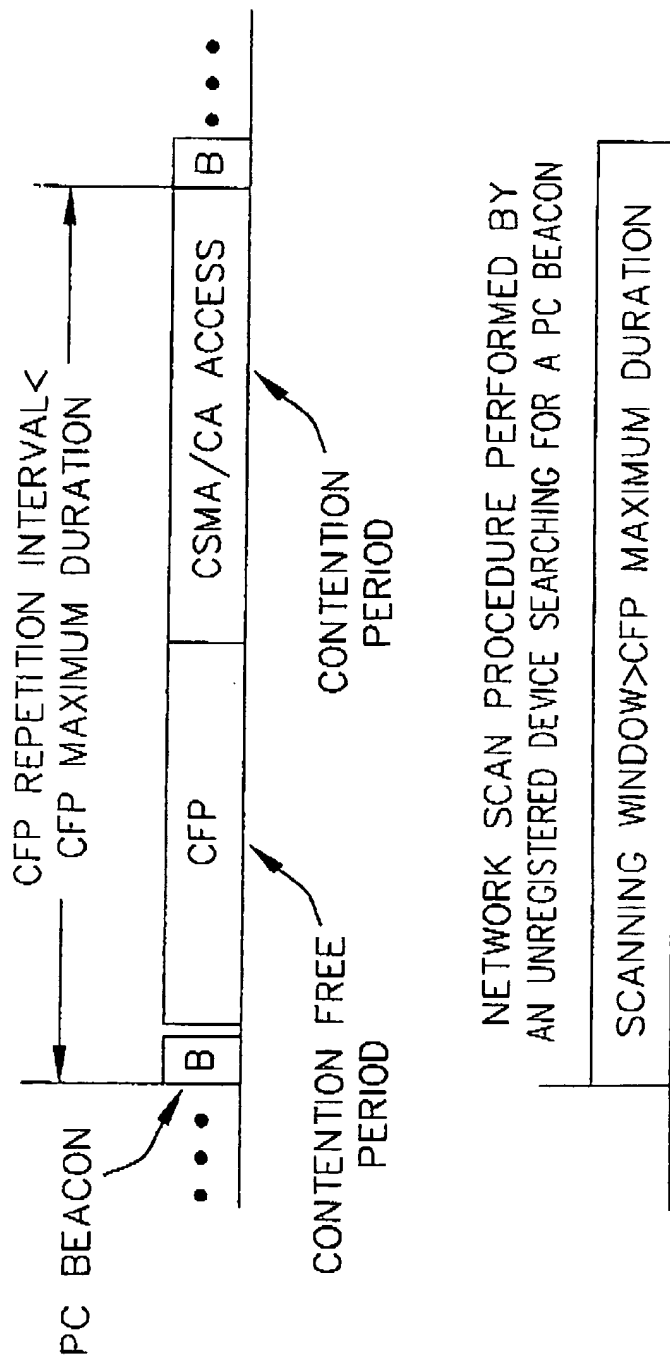 CFP REPETITION INTERVAL<
CFP MAXIMUM DURATION
PC BEACON
B
CFP
CSMA/CA ACCESS
B
CONTENTION FREE
PERIOD
CONTENTION
PERIOD
NETWORK SCAN PROCEDURE PERFORMED BY
AN UNREGISTERED DEVICE SEARCHING FOR A PC BEACON
SCANNING WINDOW>CFP MAXIMUM DURATION